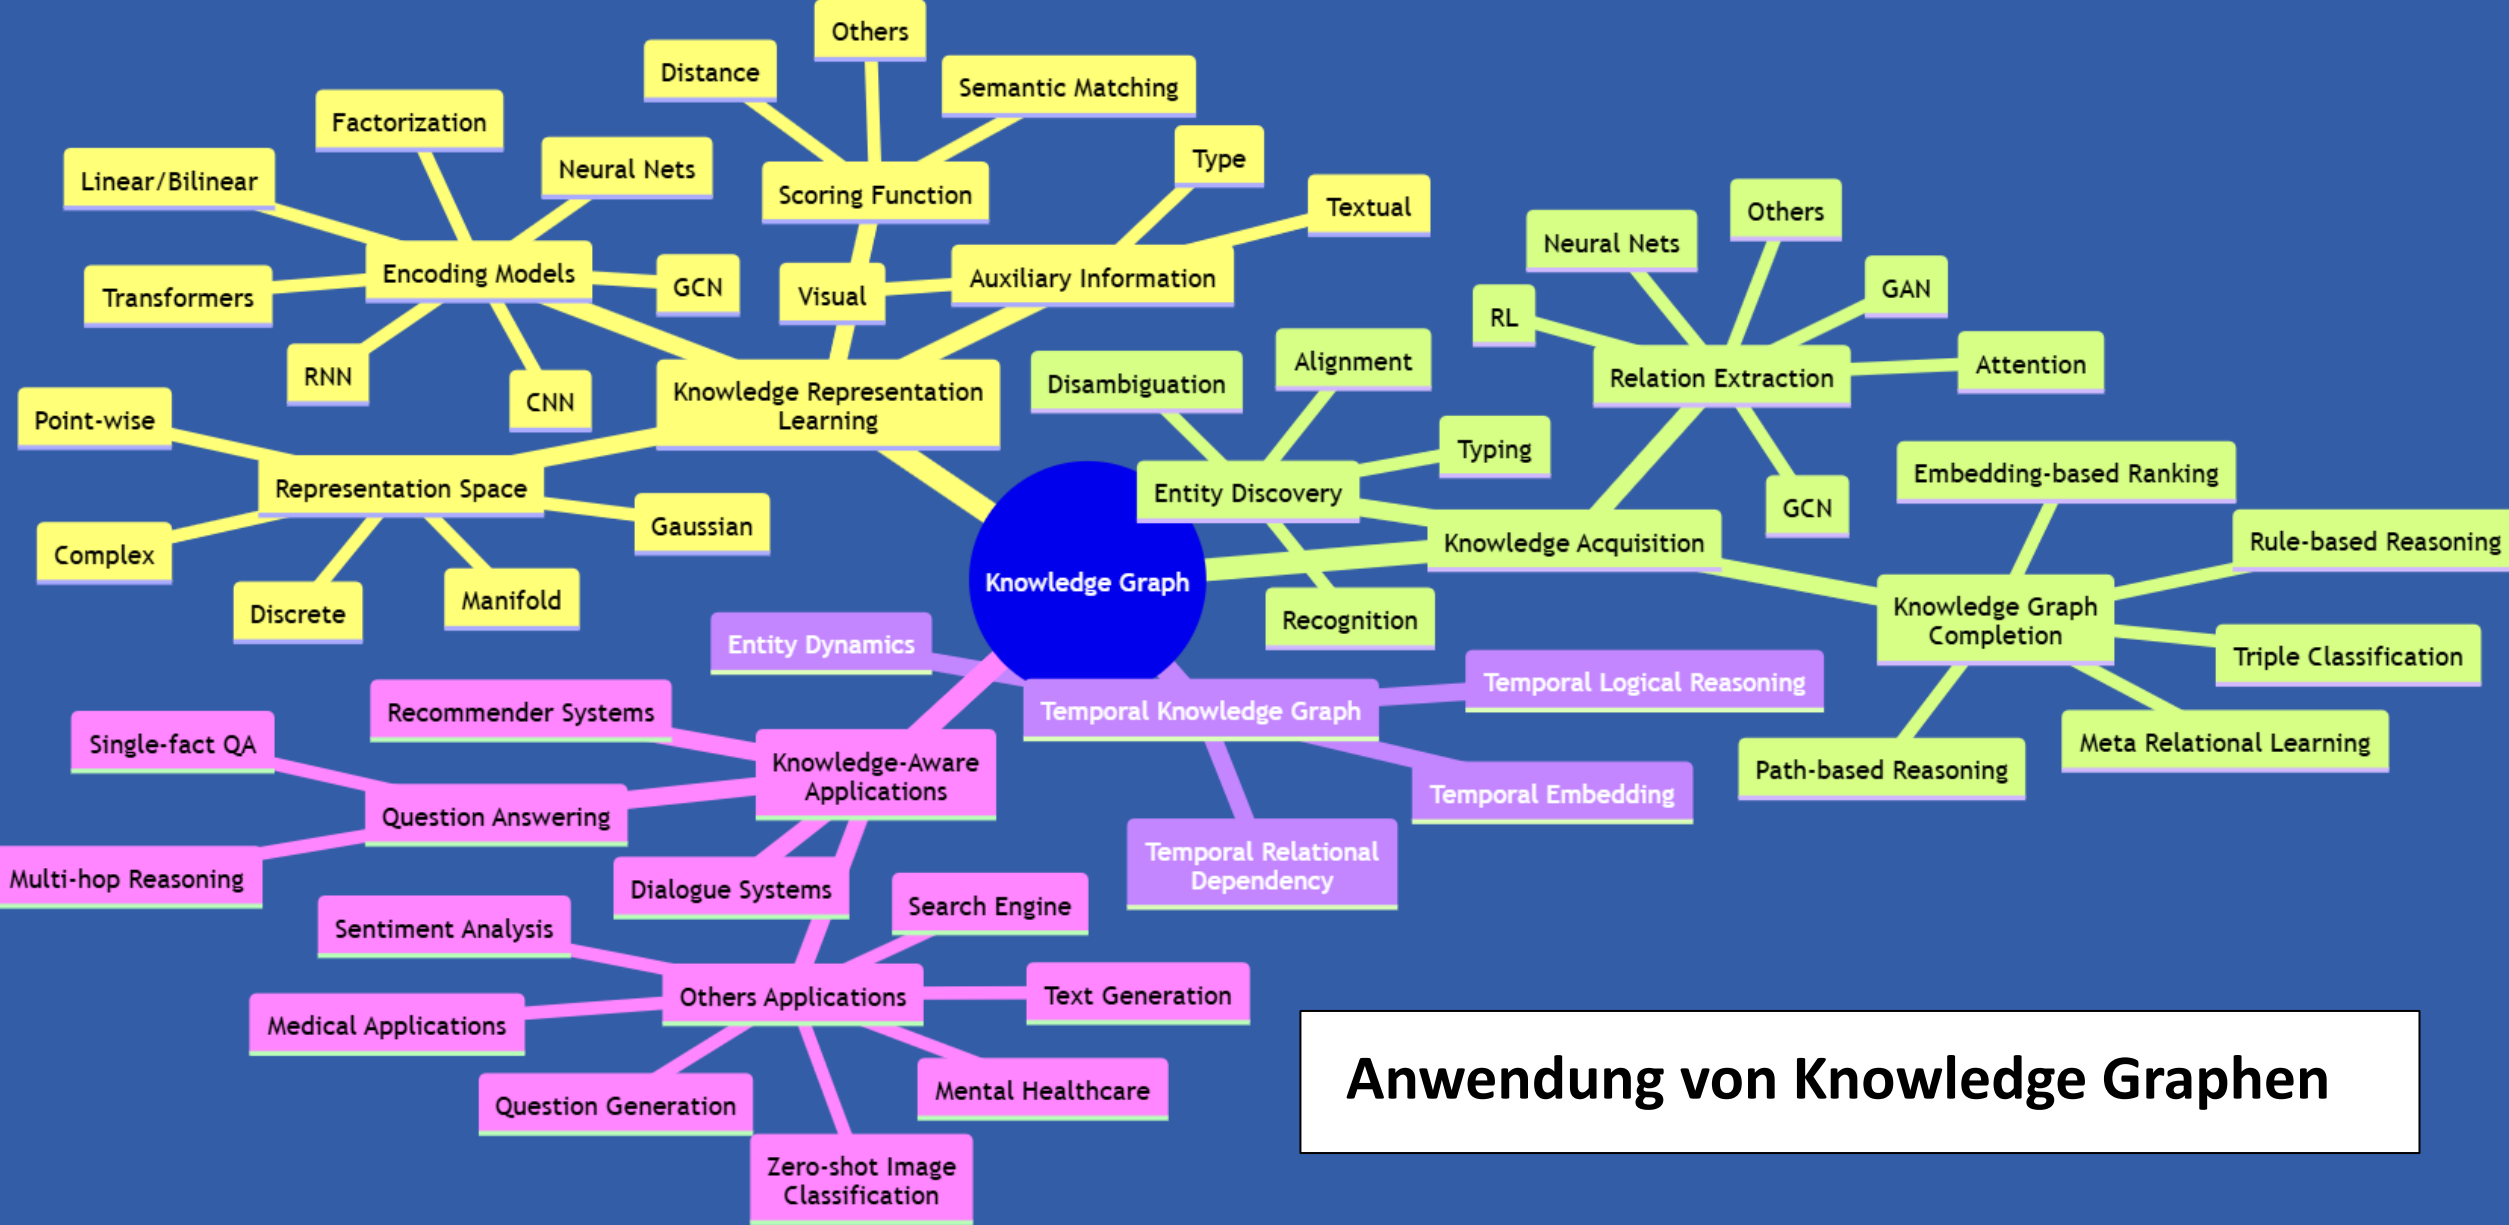 Others
Distance
Semantic Matching
Factorization
Neural Nets
Type
Linear/Bilinear
Scoring Function
Textual
Encoding Models
GCN
Visual
Auxiliary Information
Transformers
RNN
CNN
Knowledge Representation
Learning
Point-wise
Representation Space
Gaussian
Complex
Discrete
Manifold
Knowledge Graph
Others
Neural Nets
GAN
RL
Relation Extraction
Attention
GCN
Disambiguation
Alignment
Typing
Entity Discovery
Knowledge Acquisition
Recognition
Embedding-based Ranking
Rule-based Reasoning
Knowledge Graph
Completion
Triple Classification
Meta Relational Learning
Path-based Reasoning
Entity Dynamics
Temporal Knowledge Graph
Temporal Logical Reasoning
Temporal Embedding
Temporal Relational
Dependency
Recommender Systems
Single-fact QA
Knowledge-Aware
Applications
Question Answering
Multi-hop Reasoning
Dialogue Systems
Search Engine
Sentiment Analysis
Others Applications
Text Generation
Medical Applications
Mental Healthcare
Question Generation
Zero-shot Image
Classification
Anwendung von Knowledge Graphen